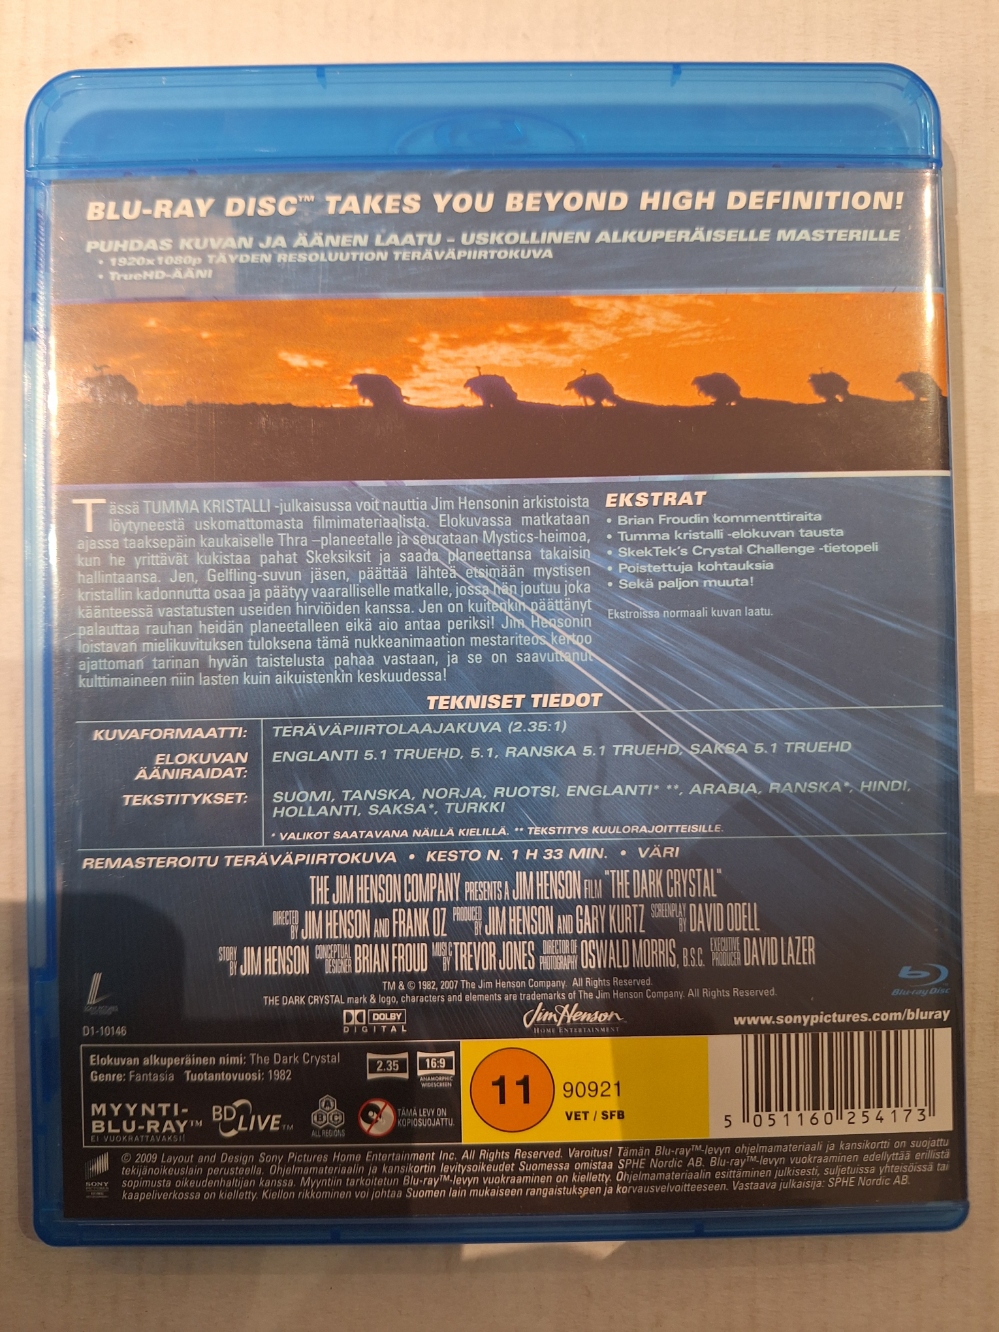 BLU-RAY DISC™ TAKES YOU BEYOND HIGH DEFINITION!
PUHDAS KUVAN JA ÄÄNEN LAATU - USKOLLINEN ALKUPERÄISELLE MASTERILLE
• 1920x1080p TÄYDEN RESOLUUTION TERÄVÄPIIRTOKUVA
• TrueHD-ÄÄNI
Tässä TUMMA KRISTALLI -julkaisussa voit nauttia Jim Hensonin arkistoista
löytyneestä uskomattomasta filmimateriaalista. Elokuvassa matkataan
ajassa taaksepäin kaukaiselle Thra –planeetalle ja seurataan Mystics-heimoa,
kun he yrittävät kukistaa pahat Skeksiksit ja saada planeettansa takaisin
hallintaansa. Jen, Gelfling-suvun jäsen, päättää lähteä etsimään mystisen
kristallin kadonnutta osaa ja päätyy vaaralliselle matkalle, jossa hän joutuu joka
käänteessä vastatusten useiden hirviöiden kanssa. Jen on kuitenkin päättänyt
palauttaa rauhan heidän planeetalleen eikä aio antaa periksi! Jim Hensonin
loistavan mielikuvituksen tuloksena tämä nukkeanimaation mestariteos kertoo
ajattoman tarinan hyvän taistelusta pahaa vastaan, ja se on saavuttanut
kulttimaineen niin lasten kuin aikuistenkin keskuudessa!
EKSTRAT
• Brian Froudin kommenttiraita
• Tumma kristalli -elokuvan tausta
• SkekTek's Crystal Challenge -tietopeli
• Poistettuja kohtauksia
• Sekä paljon muuta!
Ekstroissa normaali kuvan laatu.
TEKNISET TIEDOT
KUVAFORMAATTI: TERÄVÄPIIRTOLAAJAKUVA (2.35:1)
ELOKUVAN
ÄÄNIRAIDAT: ENGLANTI 5.1 TRUEHD, 5.1, RANSKA 5.1 TRUEHD, SAKSA 5.1 TRUEHD
TEKSTITYKSET: SUOMI, TANSKA, NORJA, RUOTSI, ENGLANTI* **, ARABIA, RANSKA*, HINDI,
HOLLANTI, SAKSA*, TURKKI
* VALIKOT SAATAVANA NÄILLÄ KIELILLÄ. ** TEKSTITYS KUULORAJOITTEISILLE.
REMASTEROITU TERÄVÄPIIRTOKUVA • KESTO N. 1 H 33 MIN. • VÄRI
THE JIM HENSON COMPANY PRESENTS A JIM HENSON FILM "THE DARK CRYSTAL"
DIRECTED BY JIM HENSON AND FRANK OZ PRODUCED BY JIM HENSON AND GARY KURTZ SCREENPLAY BY DAVID ODELL
STORY BY JIM HENSON CONCEPTUAL DESIGNER BRIAN FROUD MUSIC BY TREVOR JONES DIRECTOR OF PHOTOGRAPHY OSWALD MORRIS, B.S.C. EXECUTIVE PRODUCER DAVID LAZER
TM & © 1982, 2007 The Jim Henson Company. All Rights Reserved.
THE DARK CRYSTAL mark & logo, characters and elements are trademarks of The Jim Henson Company. All Rights Reserved.
Blu-ray Disc
D1-10146
DOLBY
DIGITAL
Jim Henson
HOME ENTERTAINMENT
www.sonypictures.com/bluray
Elokuvan alkuperäinen nimi: The Dark Crystal
Genre: Fantasia Tuotantovuosi: 1982
2.35
16:9
ANAMORPHIC
WIDESCREEN
MYYNTI-
BLU-RAY™
EI VUOKRATTAVAKSI!
BD LIVE™
ABC
ALL REGIONS
TÄMÄ LEVY ON
KOPIOSUOJATTU.
11
90921
VET / SFB
5 051160 254173
SONY
© 2009 Layout and Design Sony Pictures Home Entertainment Inc. All Rights Reserved. Varoitus! Tämän Blu-ray™-levyn ohjelmamateriaali ja kansikortti on suojattu
tekijänoikeuslain perusteella. Ohjelmamateriaalin ja kansikortin levitysoikeudet Suomessa omistaa SPHE Nordic AB. Blu-ray™-levyn vuokraaminen edellyttää erillistä
sopimusta oikeudenhaltijan kanssa. Myyntiin tarkoitetun Blu-ray™-levyn vuokraaminen on kielletty. Ohjelmamateriaalin esittäminen julkisesti, suljetuissa yhteisöissä tai
kaapeliverkossa on kielletty. Kiellon rikkominen voi johtaa Suomen lain mukaiseen rangaistukseen ja korvausvelvoitteeseen. Vastaava julkaisija: SPHE Nordic AB.